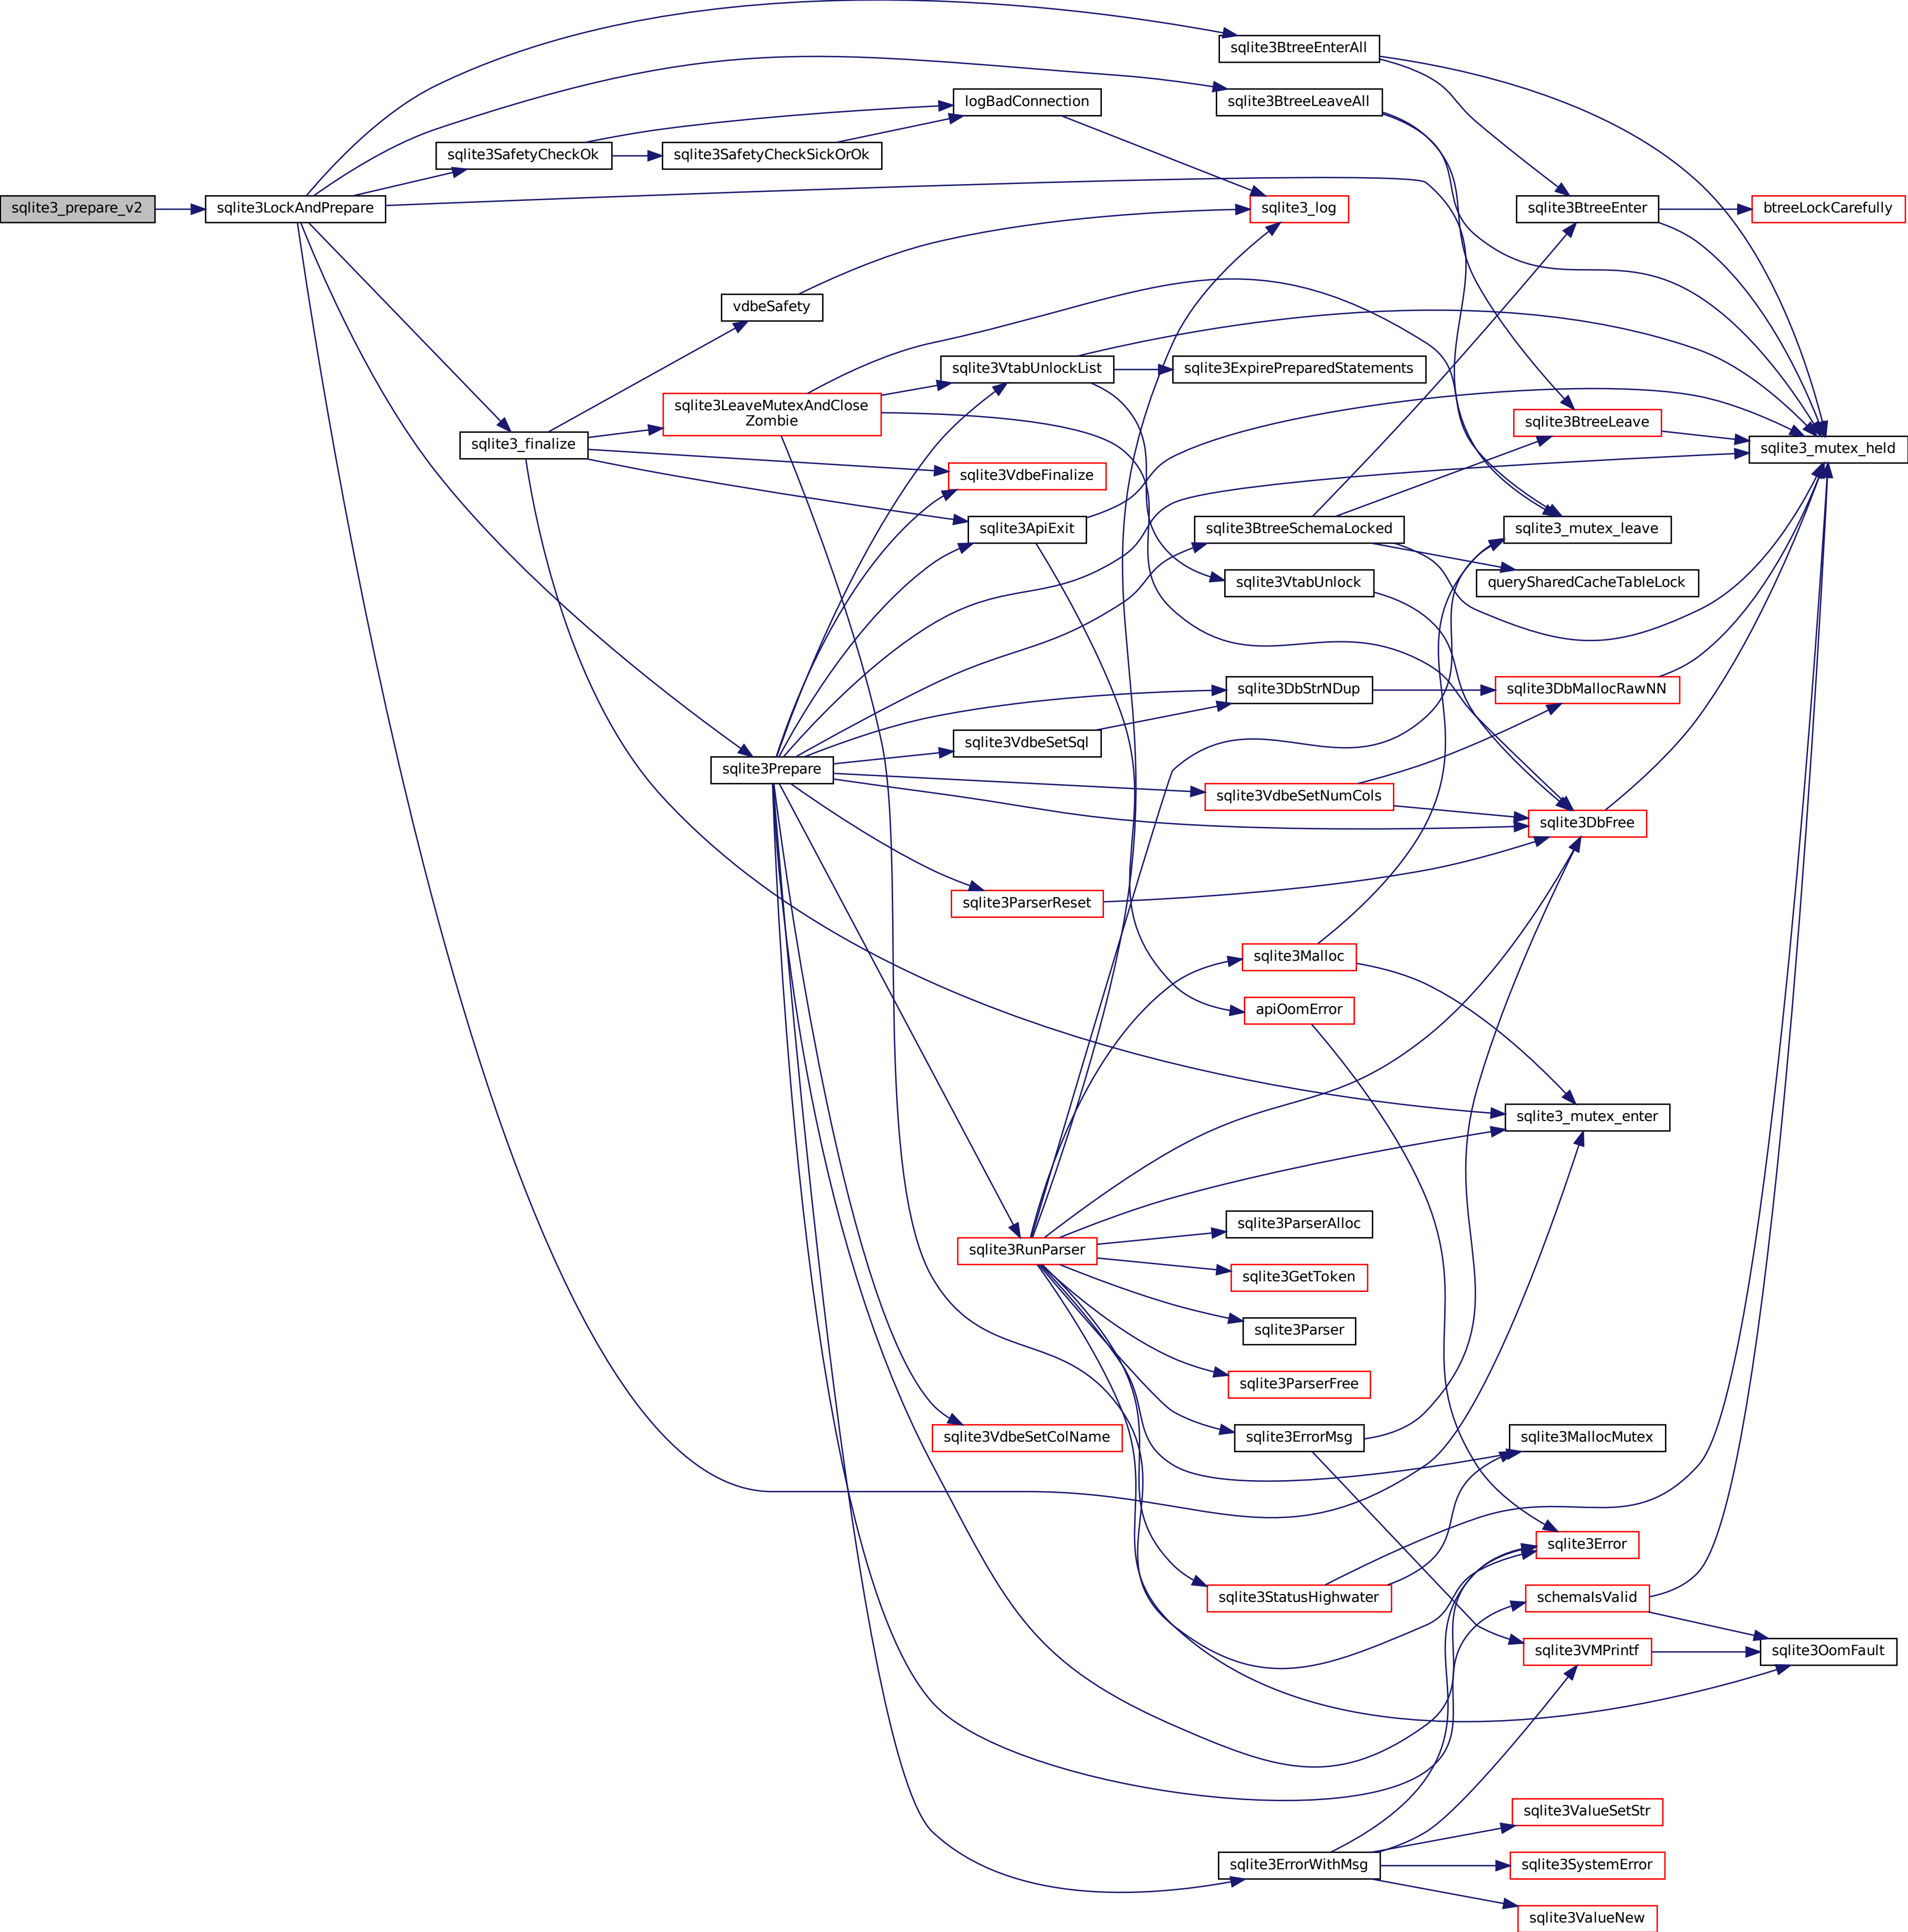 sqlite3BtreeEnterAll
logBadConnection
sqlite3BtreeLeaveAll
sqlite3SafetyCheckOk
sqlite3SafetyCheckSickOrOk
sqlite3_prepare_v2
sqlite3LockAndPrepare
sqlite3_log
sqlite3BtreeEnter
btreeLockCarefully
vdbeSafety
sqlite3VtabUnlockList
sqlite3ExpirePreparedStatements
sqlite3LeaveMutexAndClose
Zombie
sqlite3BtreeLeave
sqlite3_finalize
sqlite3_mutex_held
sqlite3VdbeFinalize
sqlite3ApiExit
sqlite3BtreeSchemaLocked
sqlite3_mutex_leave
sqlite3VtabUnlock
querySharedCacheTableLock
sqlite3DbStrNDup
sqlite3DbMallocRawNN
sqlite3VdbeSetSql
sqlite3Prepare
sqlite3VdbeSetNumCols
sqlite3DbFree
sqlite3ParserReset
sqlite3Malloc
apiOomError
sqlite3_mutex_enter
sqlite3ParserAlloc
sqlite3RunParser
sqlite3GetToken
sqlite3Parser
sqlite3ParserFree
sqlite3VdbeSetColName
sqlite3ErrorMsg
sqlite3MallocMutex
sqlite3Error
sqlite3StatusHighwater
schemaIsValid
sqlite3VMPrintf
sqlite3OomFault
sqlite3ValueSetStr
sqlite3ErrorWithMsg
sqlite3SystemError
sqlite3ValueNew